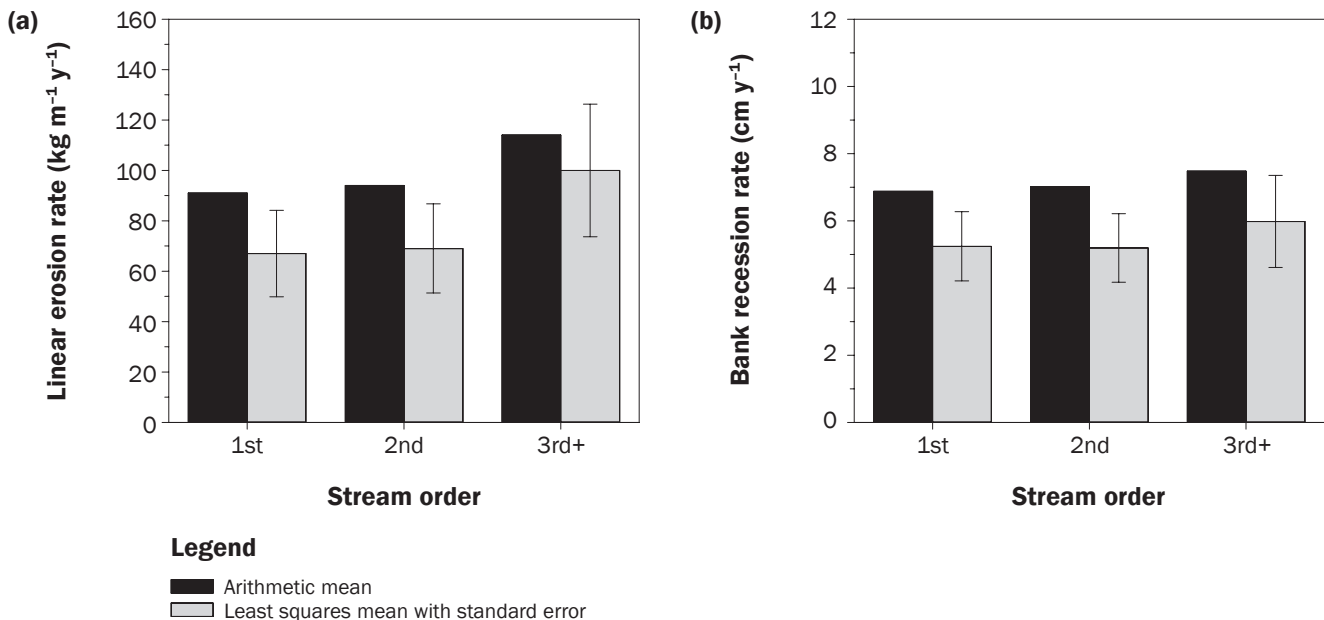 (a)
Linear erosion rate (kg m⁻¹ y⁻¹)
160
140
120
100
80
60
40
20
0
1st 2nd 3rd+
Stream order
(b)
Bank recession rate (cm y⁻¹)
12
10
8
6
4
2
0
1st 2nd 3rd+
Stream order
Legend
Arithmetic mean
Least squares mean with standard error